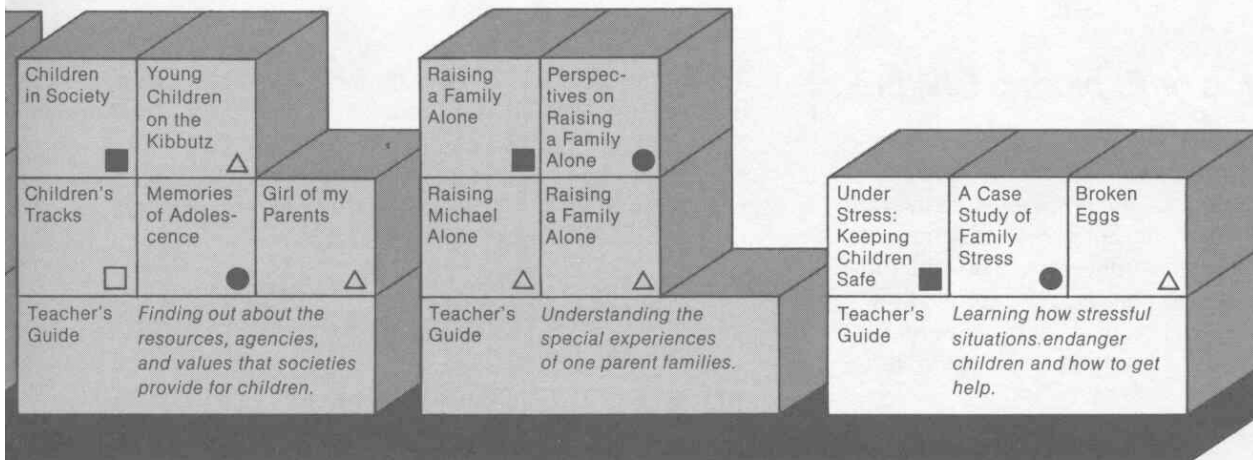 Children
in Society
Young
Children
on the
Kibbutz
Children's
Tracks
Memories
of Adoles-
cence
Girl of my
Parents
Teacher's
Guide
Finding out about the
resources, agencies,
and values that societies
provide for children.
Raising
a Family
Alone
Perspec-
tives on
Raising
a Family
Alone
Raising
Michael
Alone
Raising
a Family
Alone
Teacher's
Guide
Understanding the
special experiences
of one parent families.
Under
Stress:
Keeping
Children
Safe
A Case
Study of
Family
Stress
Broken
Eggs
Teacher's
Guide
Learning how stressful
situations.endanger
children and how to get
help.